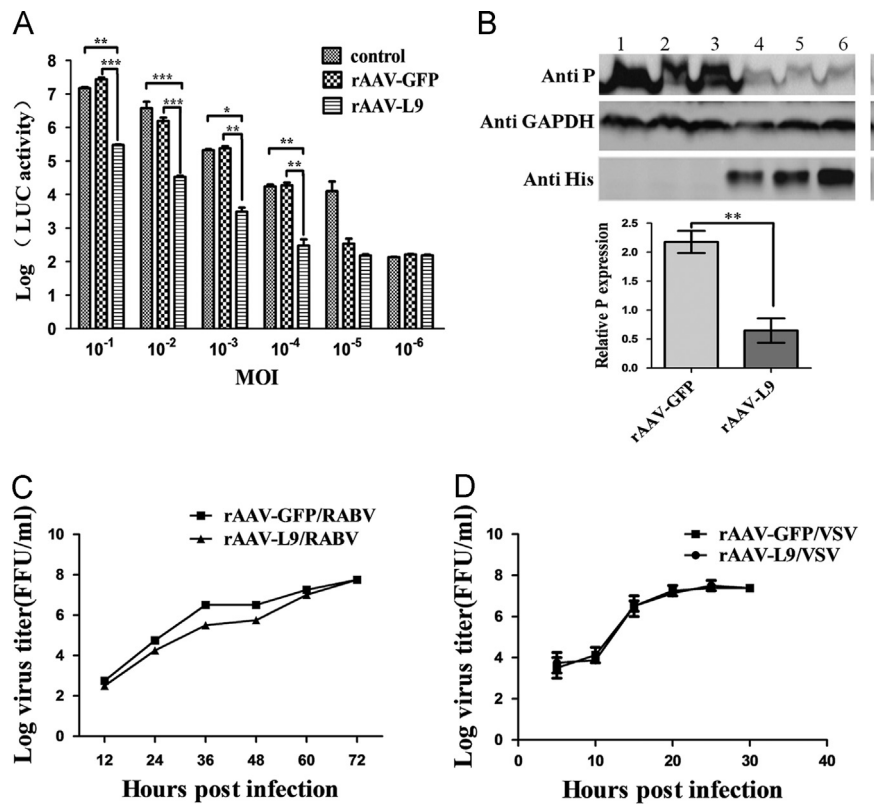 A
** *** *** *** * ** ** **
control
rAAV-GFP
rAAV-L9
8
7
6
5
4
3
2
1
0
Log（LUC activity）
10-1 10-2 10-3 10-4 10-5 10-6
MOI
B
1 2 3 4 5 6
Anti P
Anti GAPDH
Anti His
**
2.5
2.0
1.5
1.0
0.5
0.0
Relative P expression
rAAV-GFP rAAV-L9
C
rAAV-GFP/RABV
rAAV-L9/RABV
10
8
6
4
2
0
Log virus titer(FFU/ml)
12 24 36 48 60 72
Hours post infection
D
rAAV-GFP/VSV
rAAV-L9/VSV
10
8
6
4
2
0
Log virus titer(FFU/ml)
0 10 20 30 40
Hours post infection